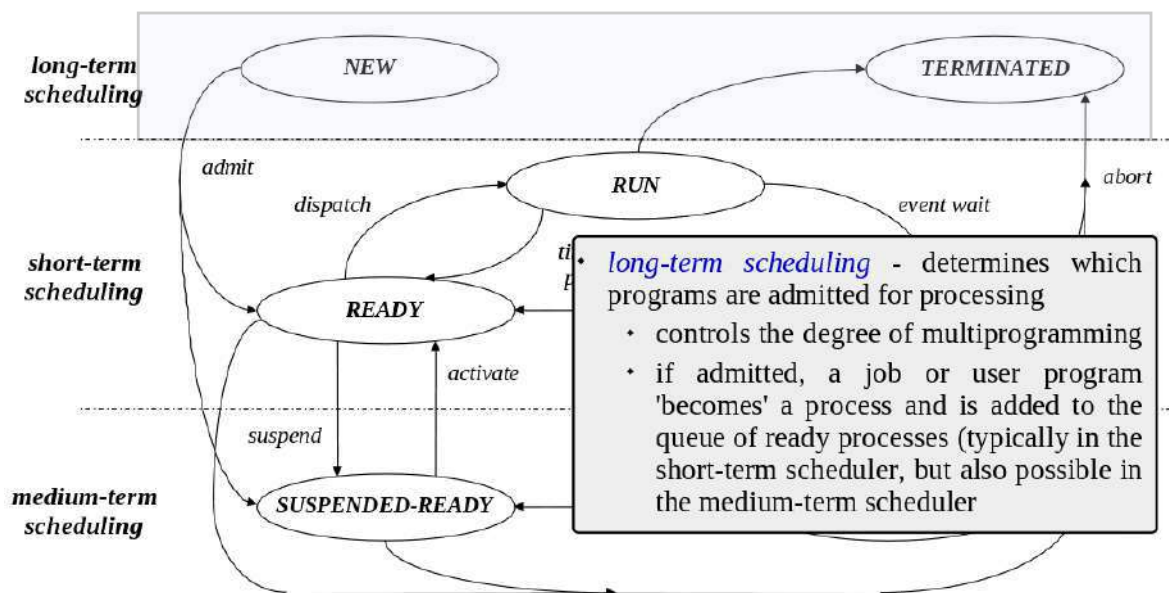 long-term
scheduling
NEW
TERMINATED
admit
dispatch
RUN
event wait
abort
short-term
scheduling
READY
activate
suspend
medium-term
scheduling
SUSPENDED-READY
• long-term scheduling - determines which
programs are admitted for processing
• controls the degree of multiprogramming
• if admitted, a job or user program
'becomes' a process and is added to the
queue of ready processes (typically in the
short-term scheduler, but also possible in
the medium-term scheduler